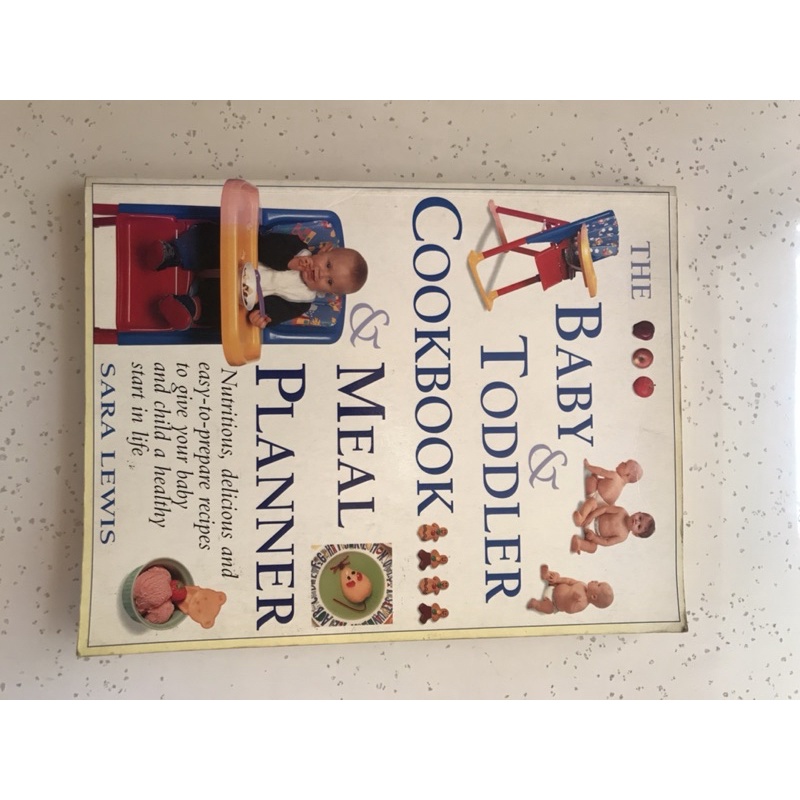 THE
BABY
&
TODDLER
COOKBOOK
& MEAL
PLANNER
Nutritious, delicious and
easy-to-prepare recipes
to give your baby
and child a healthy
start in life
SARA LEWIS